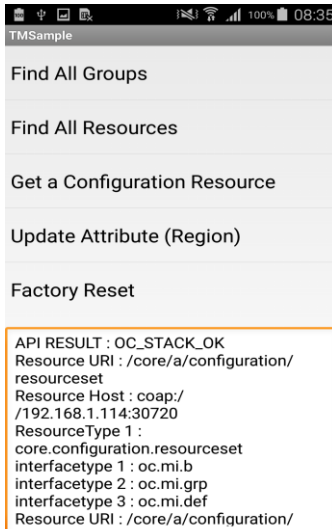 100% 08:35
TMSample
Find All Groups
Find All Resources
Get a Configuration Resource
Update Attribute (Region)
Factory Reset
API RESULT : OC_STACK_OK
Resource URI : /core/a/configuration/
resourceset
Resource Host : coap:/
/192.168.1.114:30720
ResourceType 1 :
core.configuration.resourceset
interfacetype 1 : oc.mi.b
interfacetype 2 : oc.mi.grp
interfacetype 3 : oc.mi.def
Resource URI : /core/a/configuration/